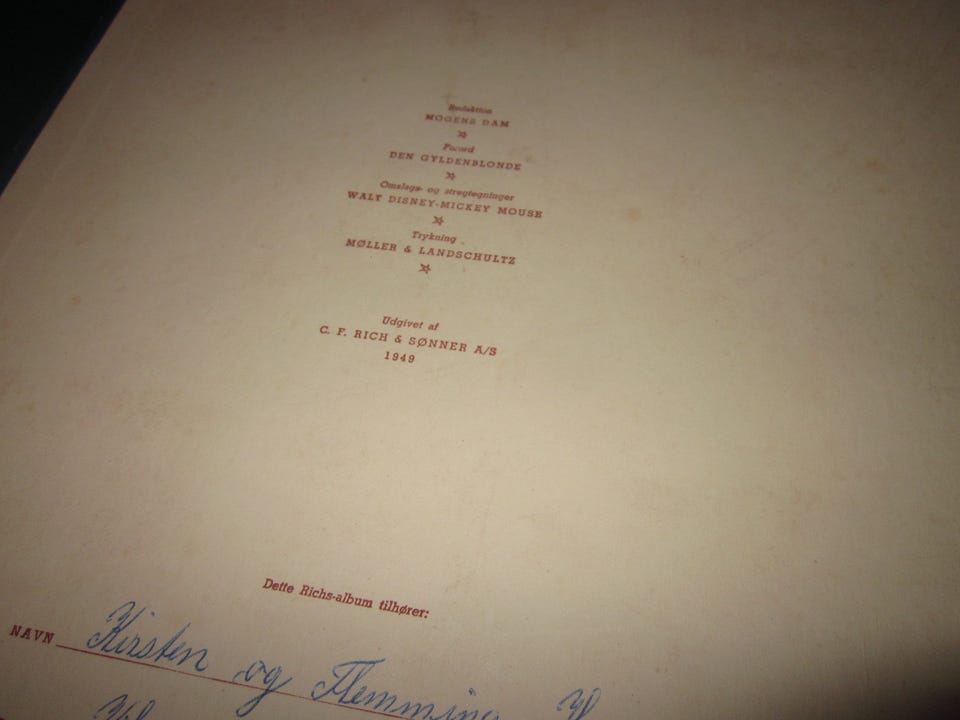 Redaktion
MOGENS DAM
Forord
DEN GYLDENBLONDE
Omslags- og stregtegninger
WALT DISNEY-MICKEY MOUSE
Trykning
MØLLER & LANDSCHULTZ
Udgivet af
C. F. RICH & SØNNER A/S
1949
Dette Richs-album tilhører:
NAVN Kirsten og Flemming H